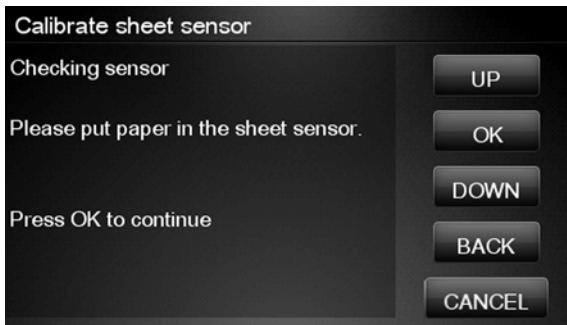 Calibrate sheet sensor
Checking sensor
Please put paper in the sheet sensor.
Press OK to continue
UP
OK
DOWN
BACK
CANCEL